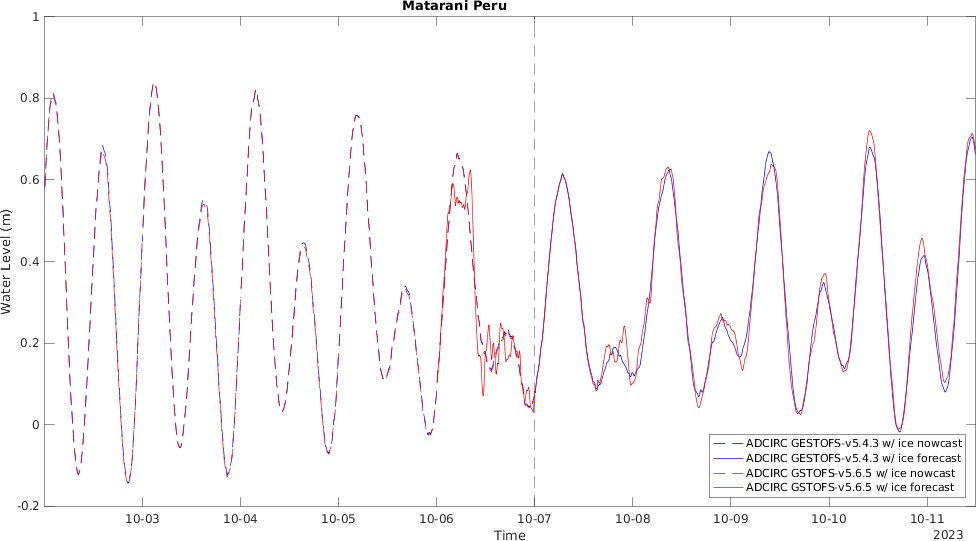 Matarani Peru
1
0.8
0.6
0.4
0.2
0
-0.2
Water Level (m)
10-03 10-04 10-05 10-06 10-07 10-08 10-09 10-10 10-11
Time
2023
ADCIRC GESTOFS-v5.4.3 w/ ice nowcast
ADCIRC GESTOFS-v5.4.3 w/ ice forecast
ADCIRC GSTOFS-v5.6.5 w/ ice nowcast
ADCIRC GSTOFS-v5.6.5 w/ ice forecast